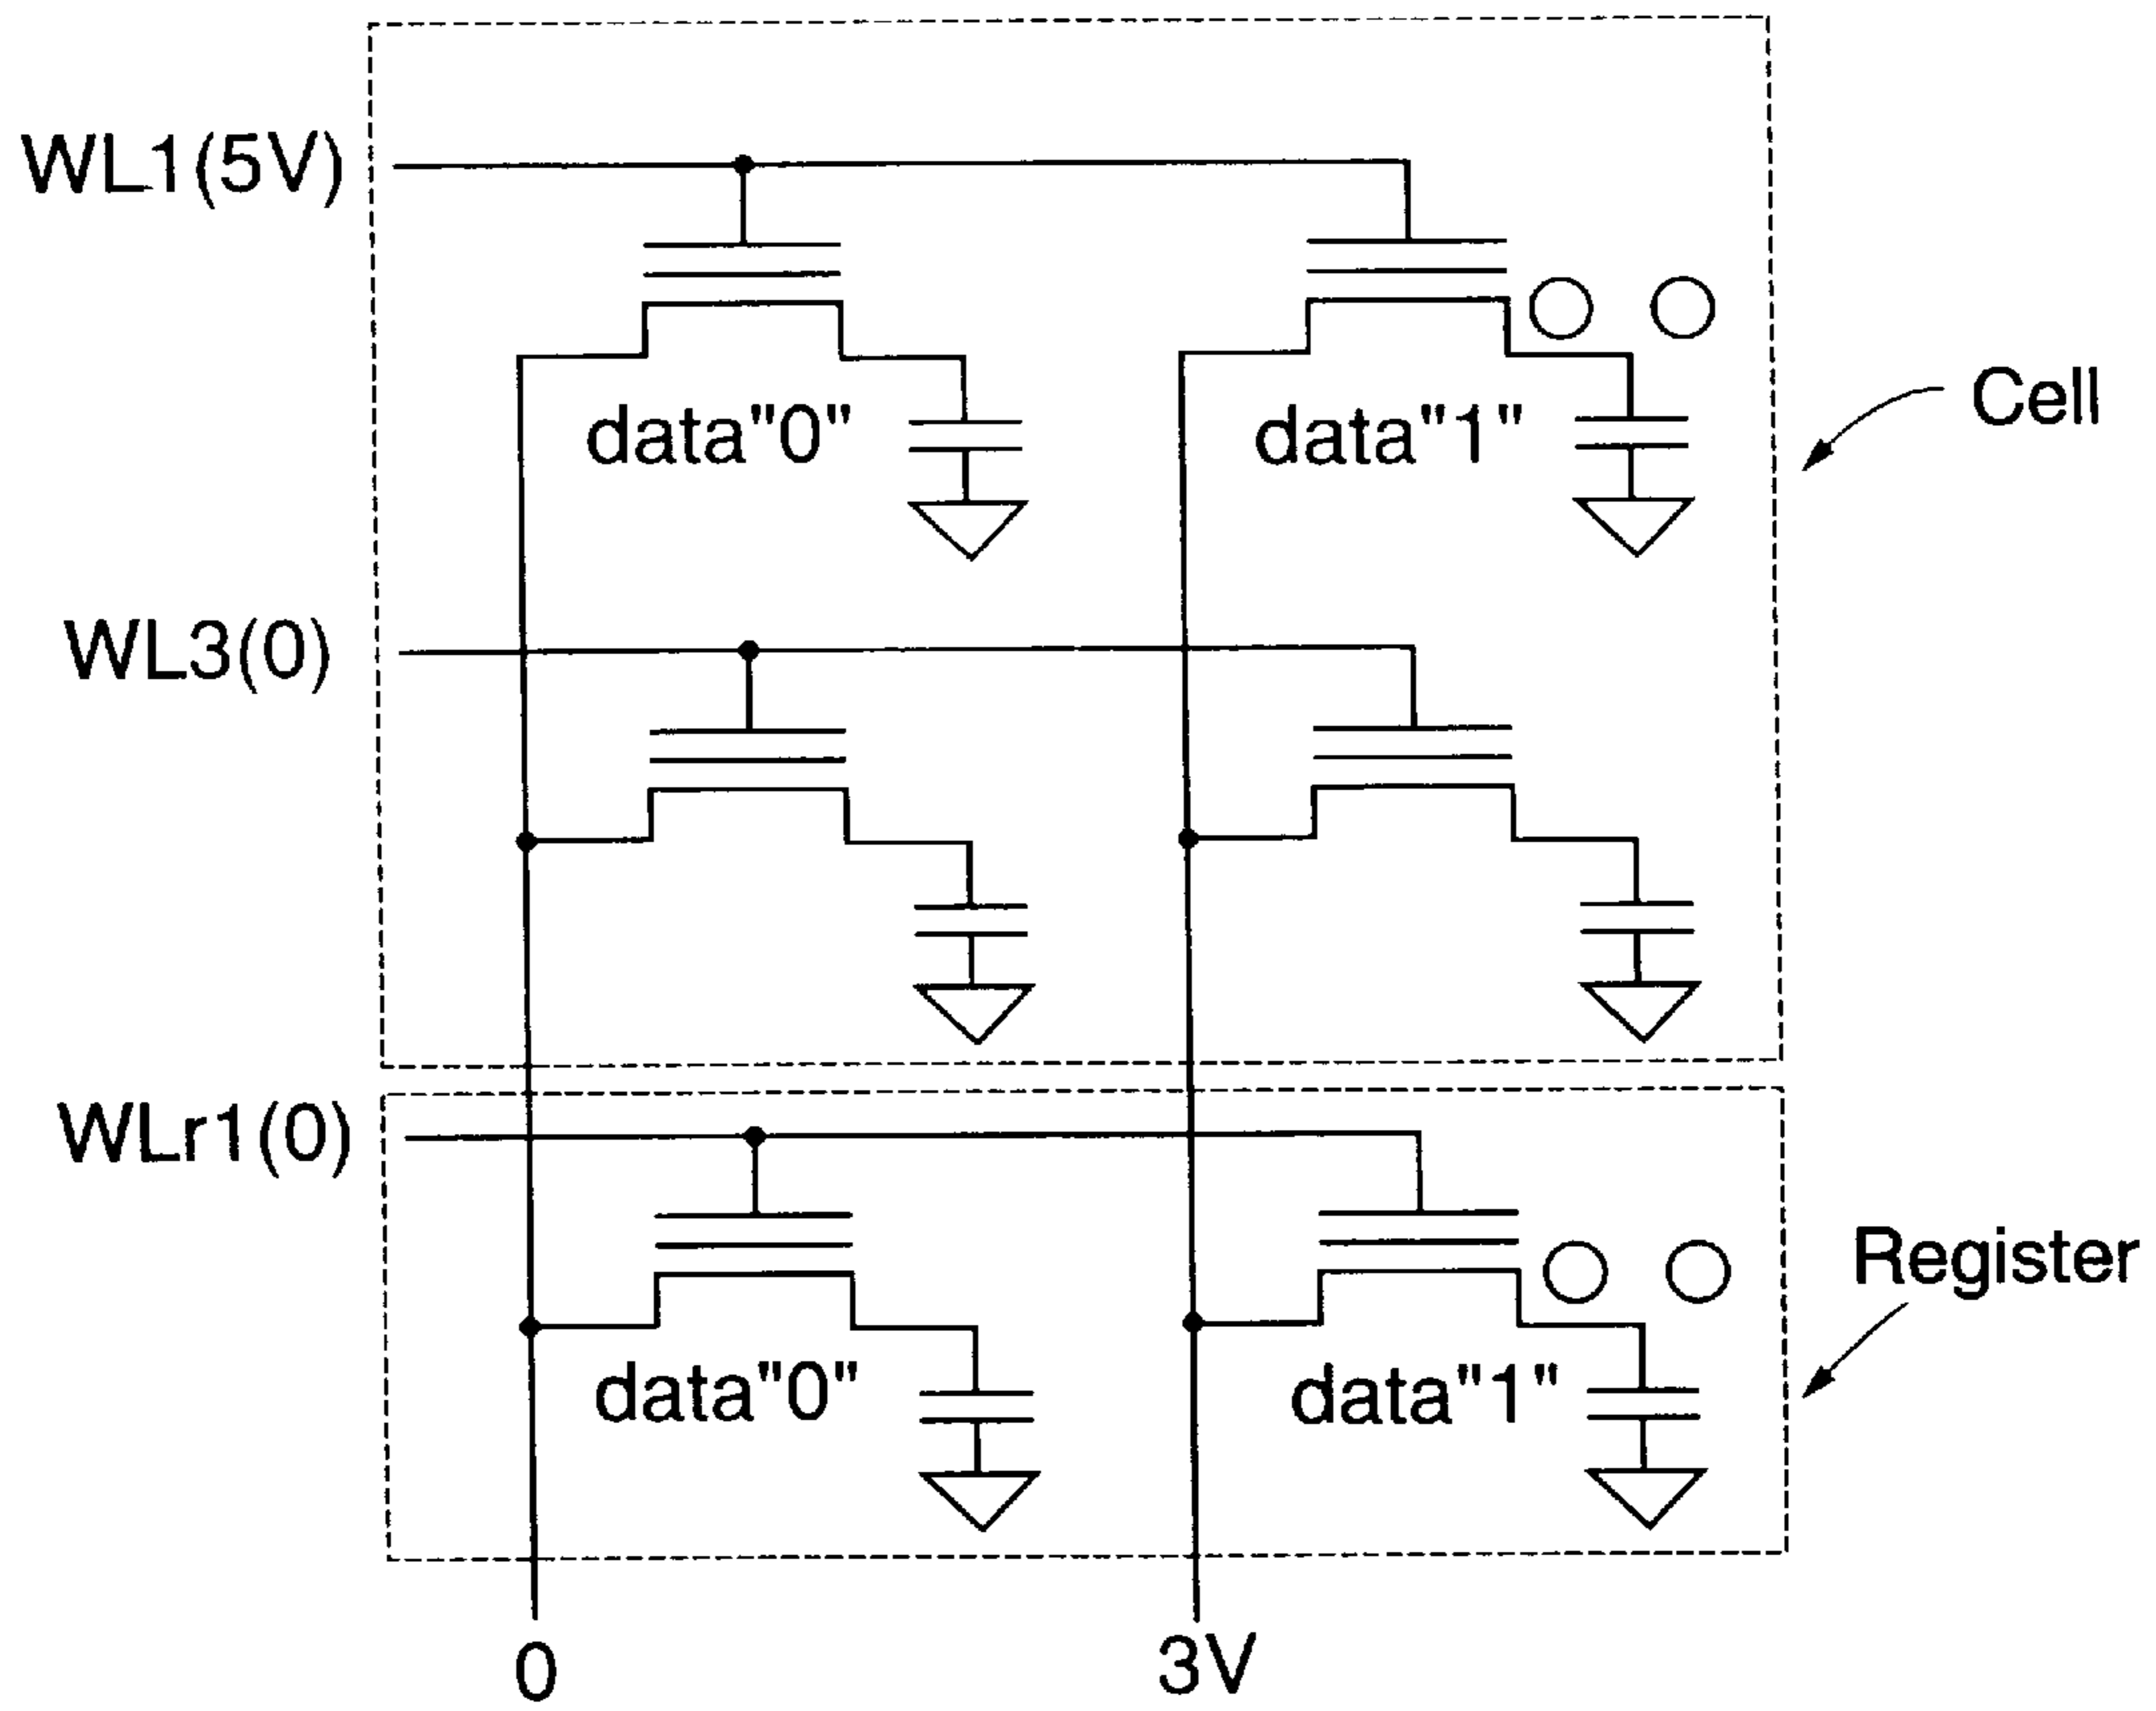 WL1(5V)
data"0"
data"1"
Cell
WL3(0)
WLr1(0)
Register
data"0"
data"1"
0
3V